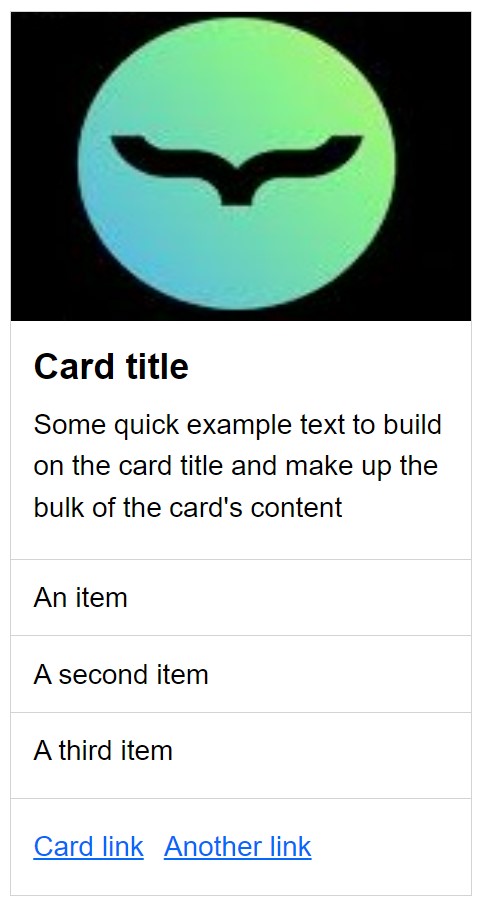 Card title
Some quick example text to build
on the card title and make up the
bulk of the card's content
An item
A second item
A third item
Card link Another link